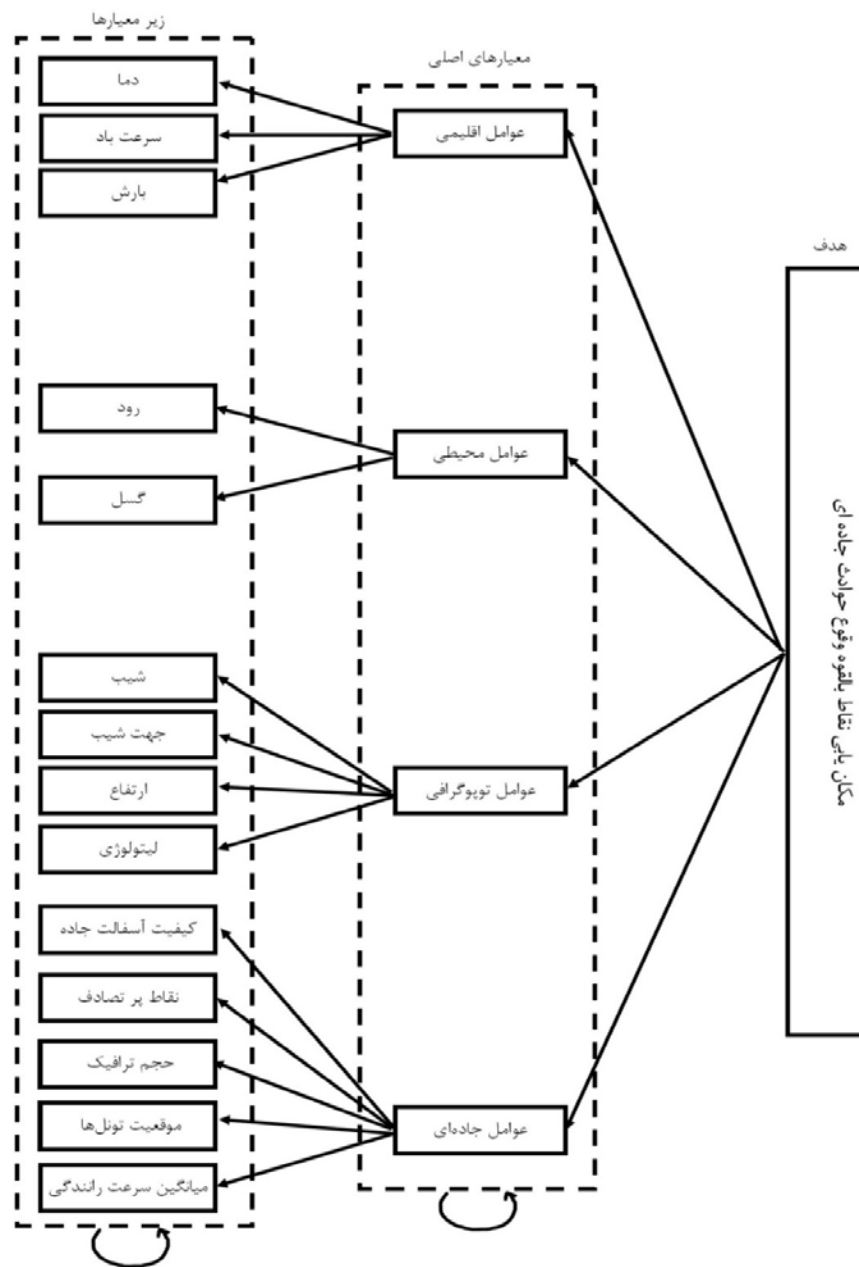 هدف
مکان یابی نقاط بالقوه وقوع حوادث جاده ای
معیارهای اصلی
عوامل اقلیمی
عوامل محیطی
عوامل توپوگرافی
عوامل جاده‌ای
زیر معیارها
دما
سرعت باد
بارش
رود
گسل
شیب
جهت شیب
ارتفاع
لیتولوژی
کیفیت آسفالت جاده
نقاط پر تصادف
حجم ترافیک
موقعیت تونل‌ها
میانگین سرعت رانندگی